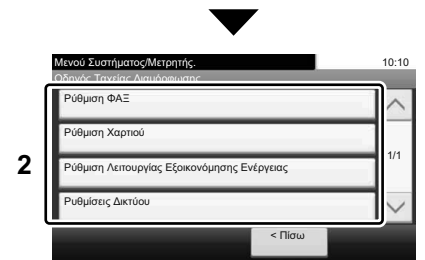 Μενού Συστήματος/Μετρητής. 10:10
Οδηγός Ταχείας Διαμόρφωσης
Ρύθμιση ΦΑΞ
Ρύθμιση Χαρτιού
1/1
2
Ρύθμιση Λειτουργίας Εξοικονόμησης Ενέργειας
Ρυθμίσεις Δικτύου
< Πίσω